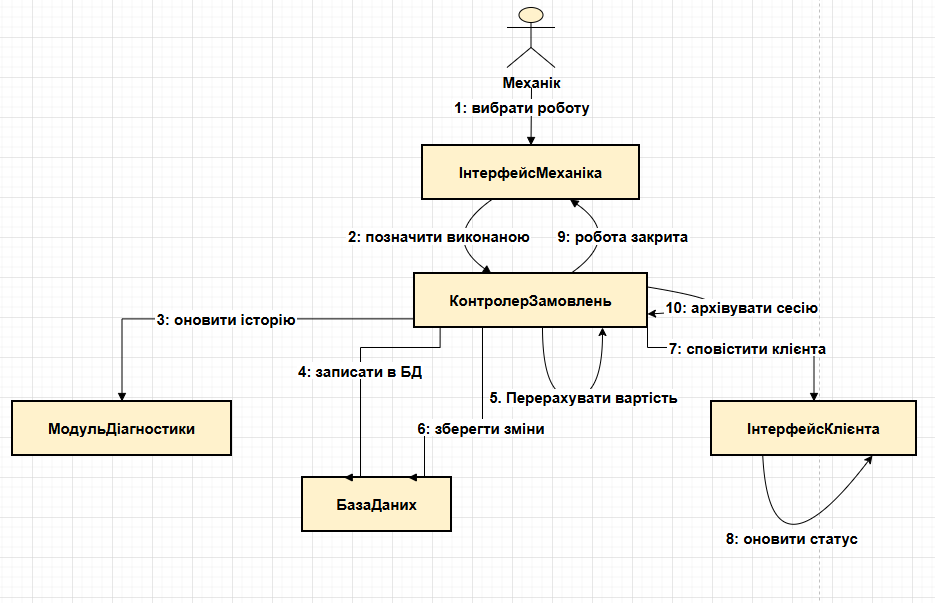 Механік
1: вибрати роботу
ІнтерфейсМеханіка
2: позначити виконаною
9: робота закрита
КонтролерЗамовлень
10: архівувати сесію
3: оновити історію
7: сповістити клієнта
4: записати в БД
5. Перерахувати вартість
МодульДіагностики
6: зберегти зміни
ІнтерфейсКлієнта
БазаДаних
8: оновити статус